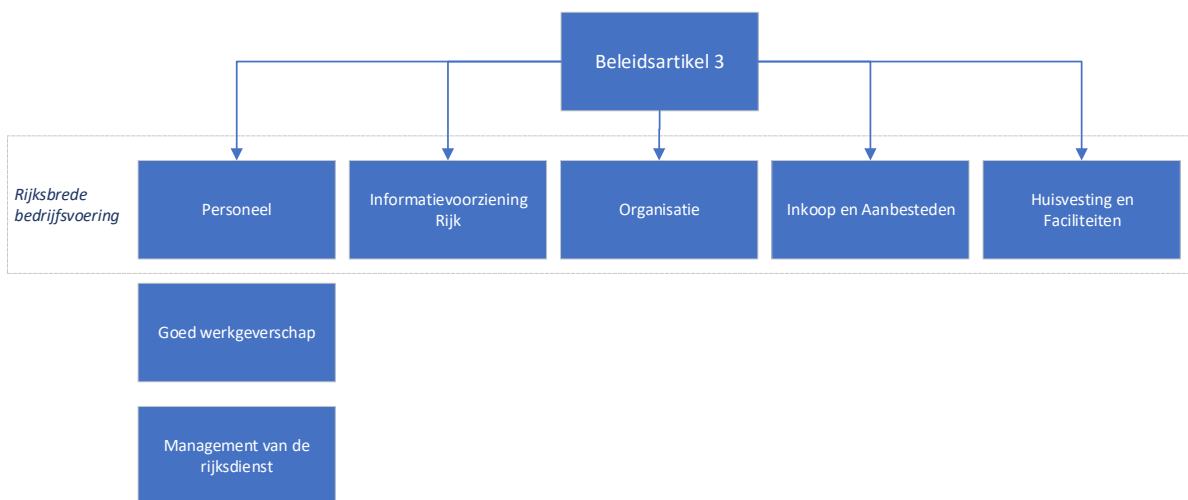 Beleidsartikel 3
Rijksbrede
bedrijfsvoering
Personeel
Informatievoorziening
Rijk
Organisatie
Inkoop en Aanbesteden
Huisvesting en
Faciliteiten
Goed werkgeverschap
Management van de
rijksdienst